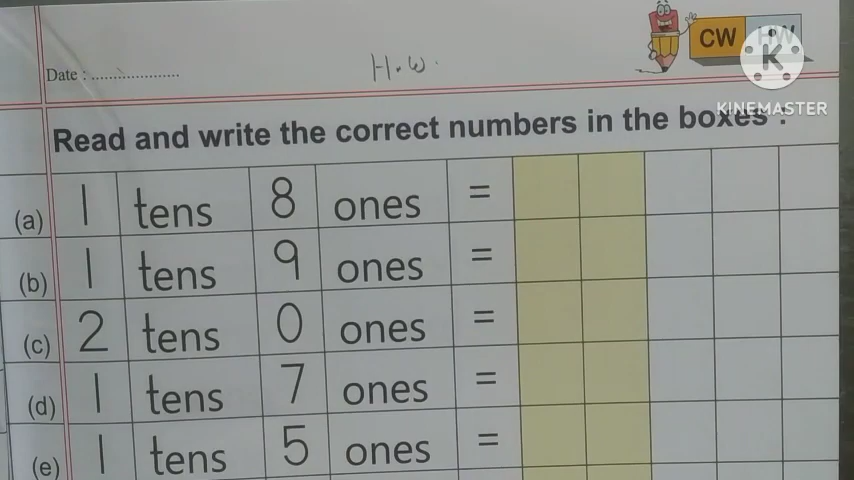 Date : ....................
H.W.
CW
HW
KINEMASTER
Read and write the correct numbers in the boxes :
(a) 1 tens 8 ones =
(b) 1 tens 9 ones =
(c) 2 tens 0 ones =
(d) 1 tens 7 ones =
(e) 1 tens 5 ones =